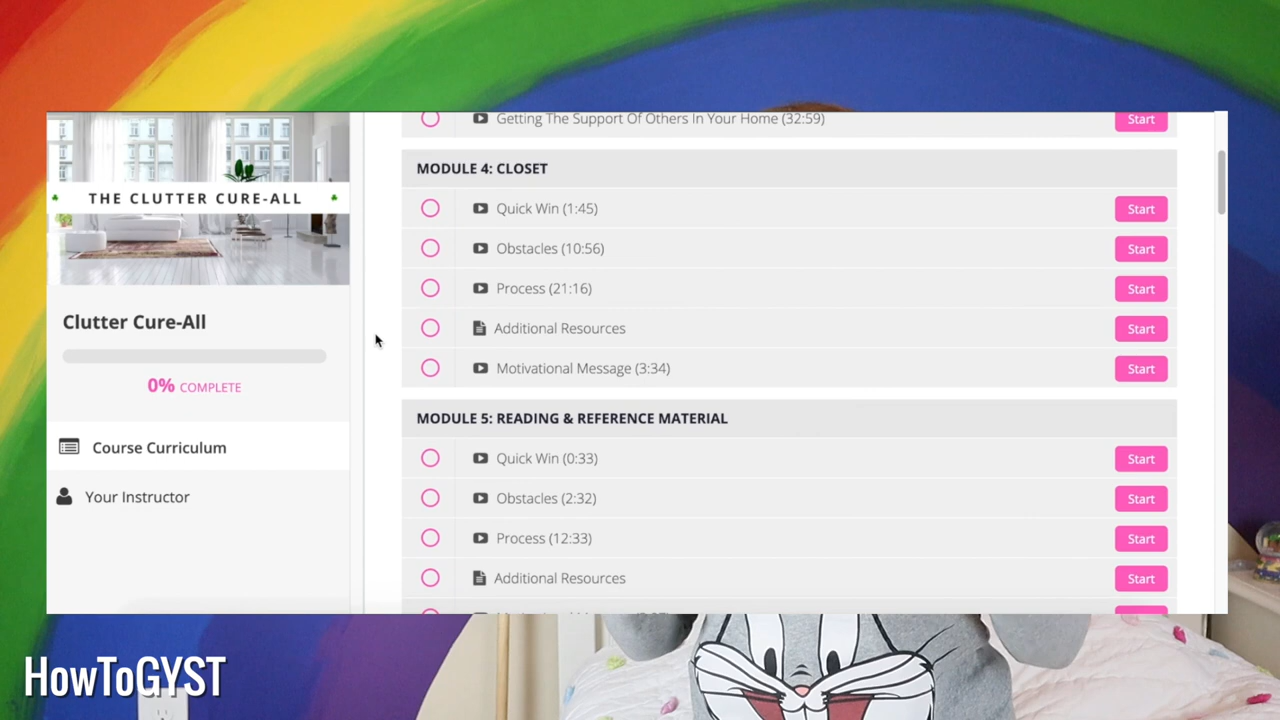 Getting The Support Of Others In Your Home (32:59)
Start
THE CLUTTER CURE-ALL
Clutter Cure-All
0% COMPLETE
Course Curriculum
Your Instructor
MODULE 4: CLOSET
Quick Win (1:45)
Start
Obstacles (10:56)
Start
Process (21:16)
Start
Additional Resources
Start
Motivational Message (3:34)
Start
MODULE 5: READING & REFERENCE MATERIAL
Quick Win (0:33)
Start
Obstacles (2:32)
Start
Process (12:33)
Start
Additional Resources
Start
HowToGYST